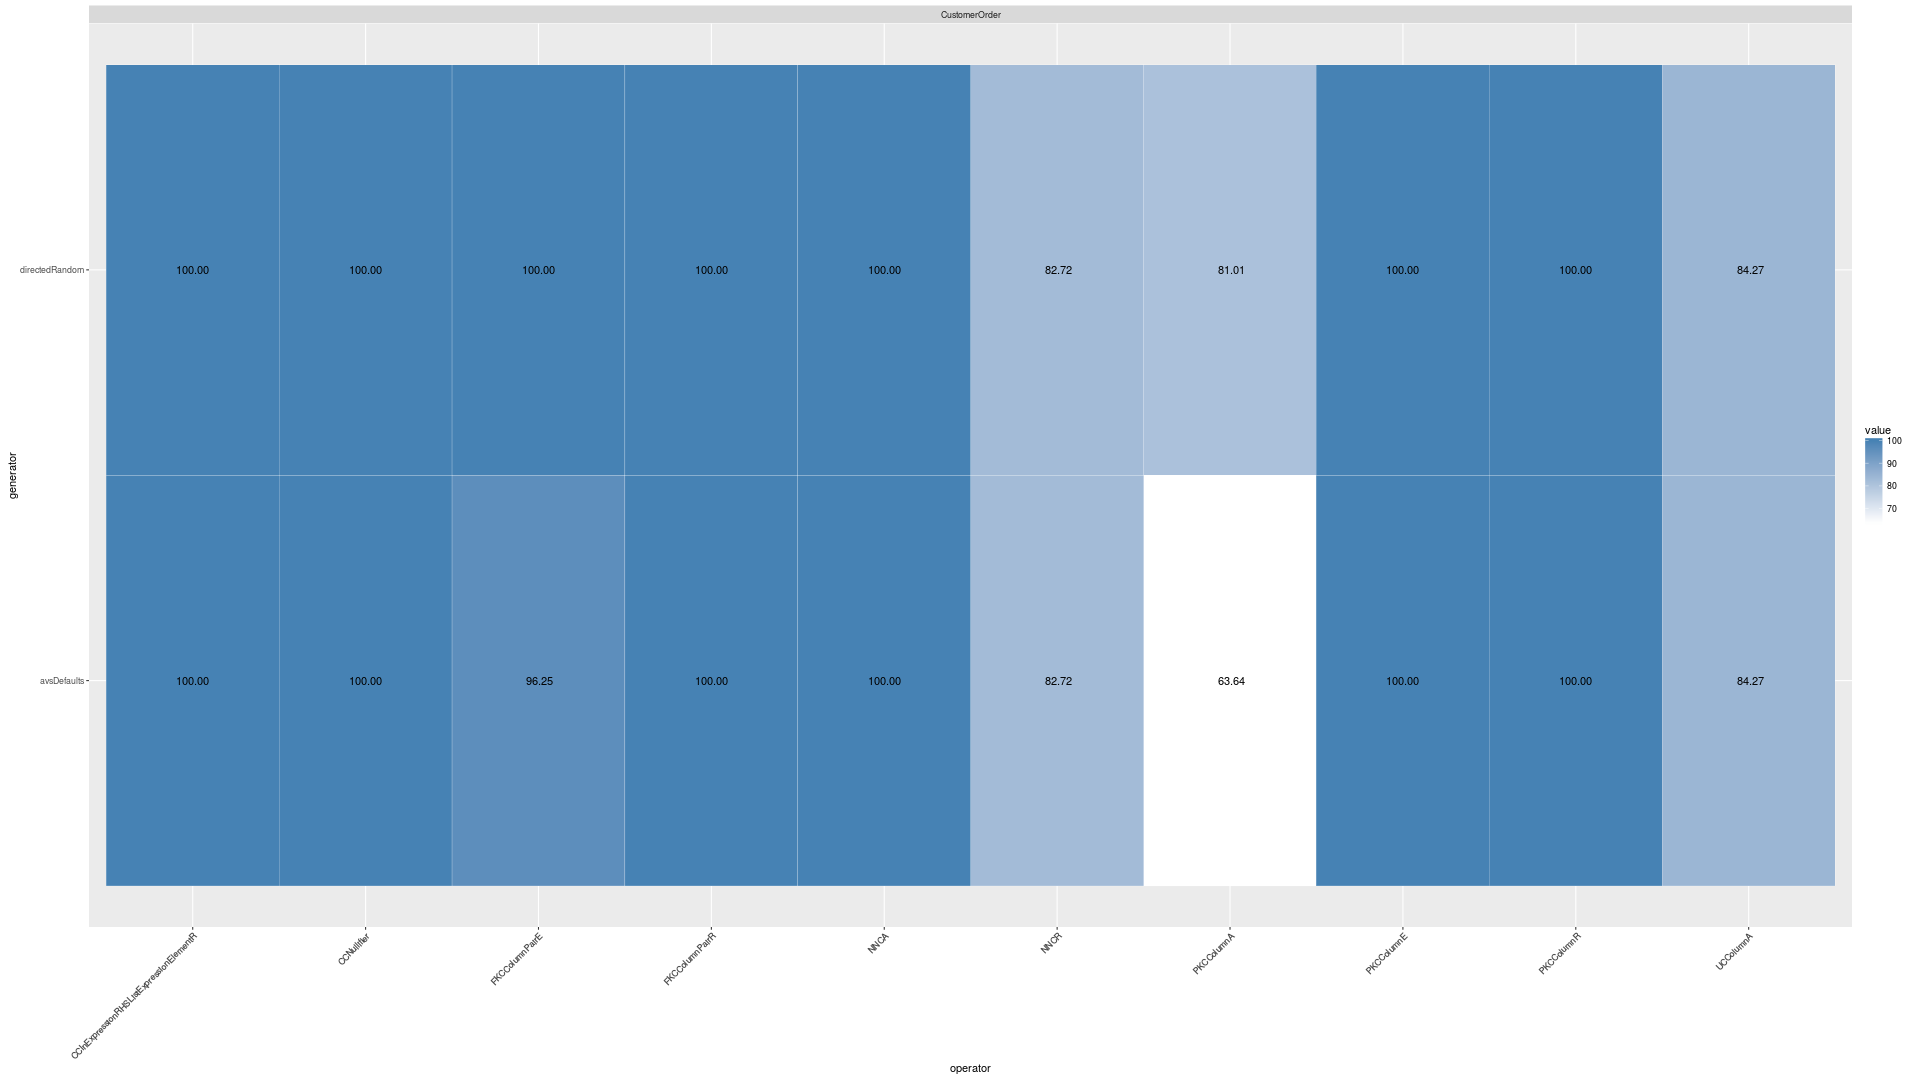 CustomerOrder
directedRandom
100.00 100.00 100.00 100.00 100.00 82.72 81.01 100.00 100.00 84.27
value
100
90
80
70
generator
avsDefaults
100.00 100.00 96.25 100.00 100.00 82.72 63.64 100.00 100.00 84.27
CCInExpressionRHSListExpressionElementR
CCNullifier
FKCColumnPairE
FKCColumnPairR
NNCA
NNCR
PKCColumnA
PKCColumnE
PKCColumnR
UCColumnA
operator